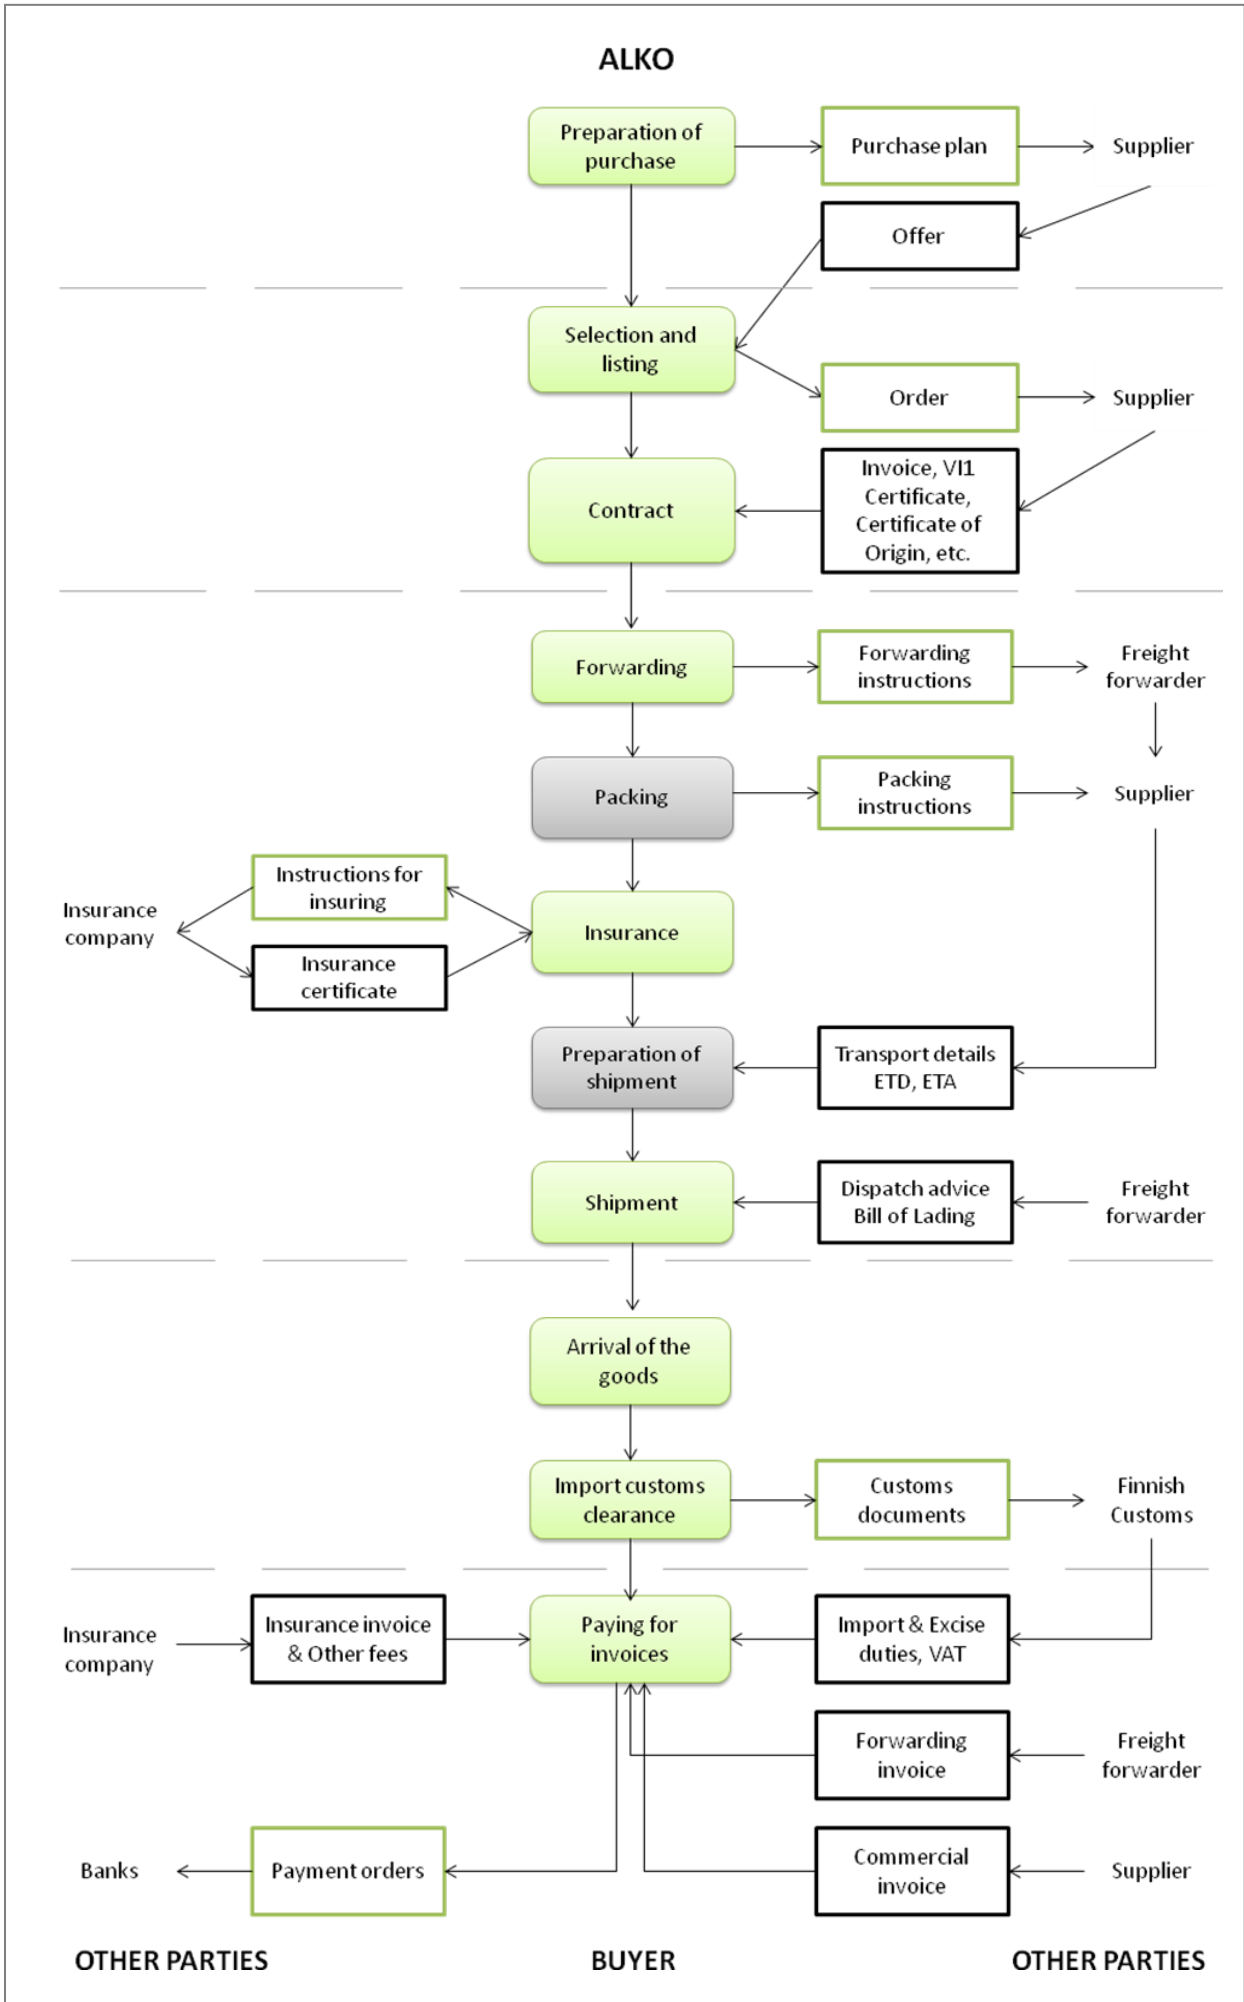 ALKO
Preparation of
purchase
Purchase plan
Supplier
Offer
Selection and
listing
Order
Supplier
Contract
Invoice, VI1
Certificate,
Certificate of
Origin, etc.
Forwarding
Forwarding
instructions
Freight
forwarder
Packing
Packing
instructions
Supplier
Insurance
company
Instructions for
insuring
Insurance
certificate
Insurance
Preparation of
shipment
Transport details
ETD, ETA
Shipment
Dispatch advice
Bill of Lading
Freight
forwarder
Arrival of the
goods
Import customs
clearance
Customs
documents
Finnish
Customs
Insurance
company
Insurance invoice
& Other fees
Paying for
invoices
Import & Excise
duties, VAT
Forwarding
invoice
Freight
forwarder
Banks
Payment orders
Commercial
invoice
Supplier
OTHER PARTIES
BUYER
OTHER PARTIES